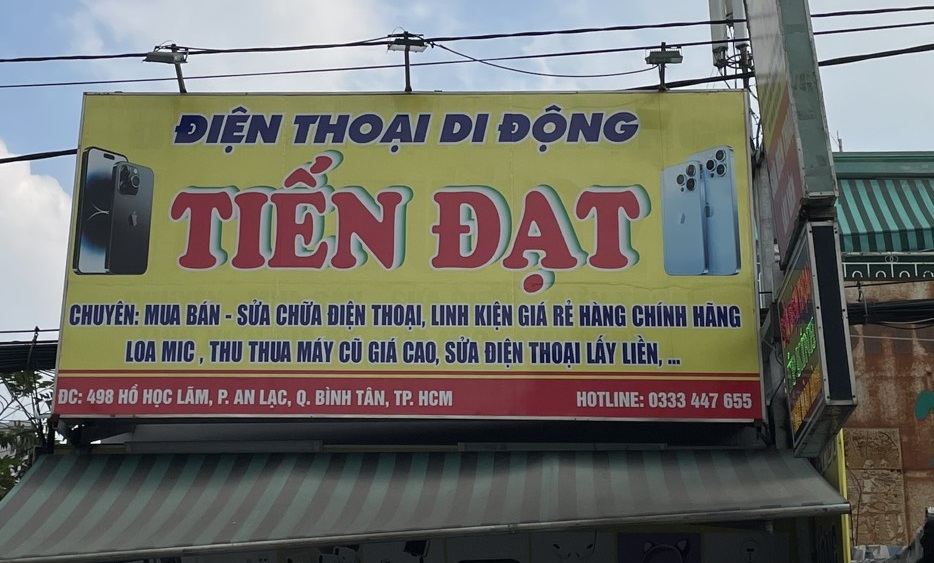 ĐIỆN THOẠI DI ĐỘNG
TIẾN ĐẠT
CHUYÊN: MUA BÁN - SỬA CHỮA ĐIỆN THOẠI, LINH KIỆN GIÁ RẺ HÀNG CHÍNH HÃNG
LOA MIC , THU THUA MÁY CŨ GIÁ CAO, SỬA ĐIỆN THOẠI LẤY LIỀN, ...
ĐC: 498 HỒ HỌC LÃM, P. AN LẠC, Q. BÌNH TÂN, TP. HCM
HOTLINE: 0333 447 655